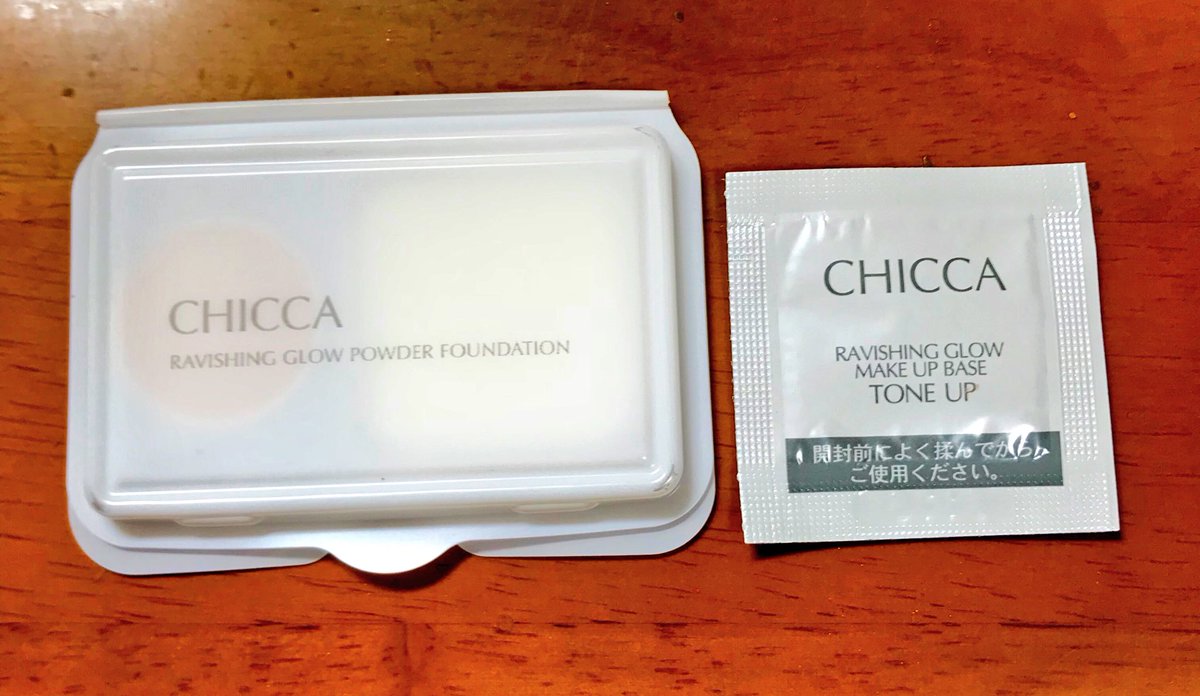 CHICCA
RAVISHING GLOW POWDER FOUNDATION
CHICCA
RAVISHING GLOW
MAKE UP BASE
TONE UP
開封前によく揉んでから、
ご使用ください。